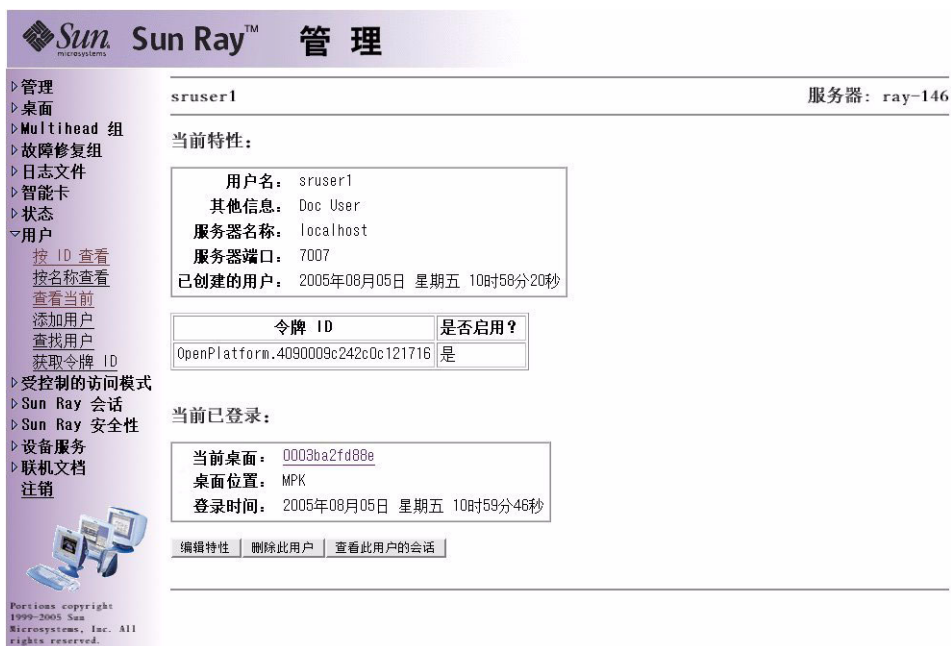 Sun microsystems Sun Ray™ 管 理
▷管理
▷桌面
▷Multihead 组
▷故障修复组
▷日志文件
▷智能卡
▷状态
▽用户
按 ID 查看
按名称查看
查看当前
添加用户
查找用户
获取令牌 ID
▷受控制的访问模式
▷Sun Ray 会话
▷Sun Ray 安全性
▷设备服务
▷联机文档
注销
Portions copyright
1999-2005 Sun
Microsystems, Inc. All
rights reserved.
sruser1 服务器: ray-146
当前特性:
用户名: sruser1
其他信息: Doc User
服务器名称: localhost
服务器端口: 7007
已创建的用户: 2005年08月05日 星期五 10时58分20秒
令牌 ID 是否启用?
OpenPlatform.4090009c242c0c121716 是
当前已登录:
当前桌面: 0003ba2fd88e
桌面位置: MPK
登录时间: 2005年08月05日 星期五 10时59分46秒
编辑特性 删除此用户 查看此用户的会话